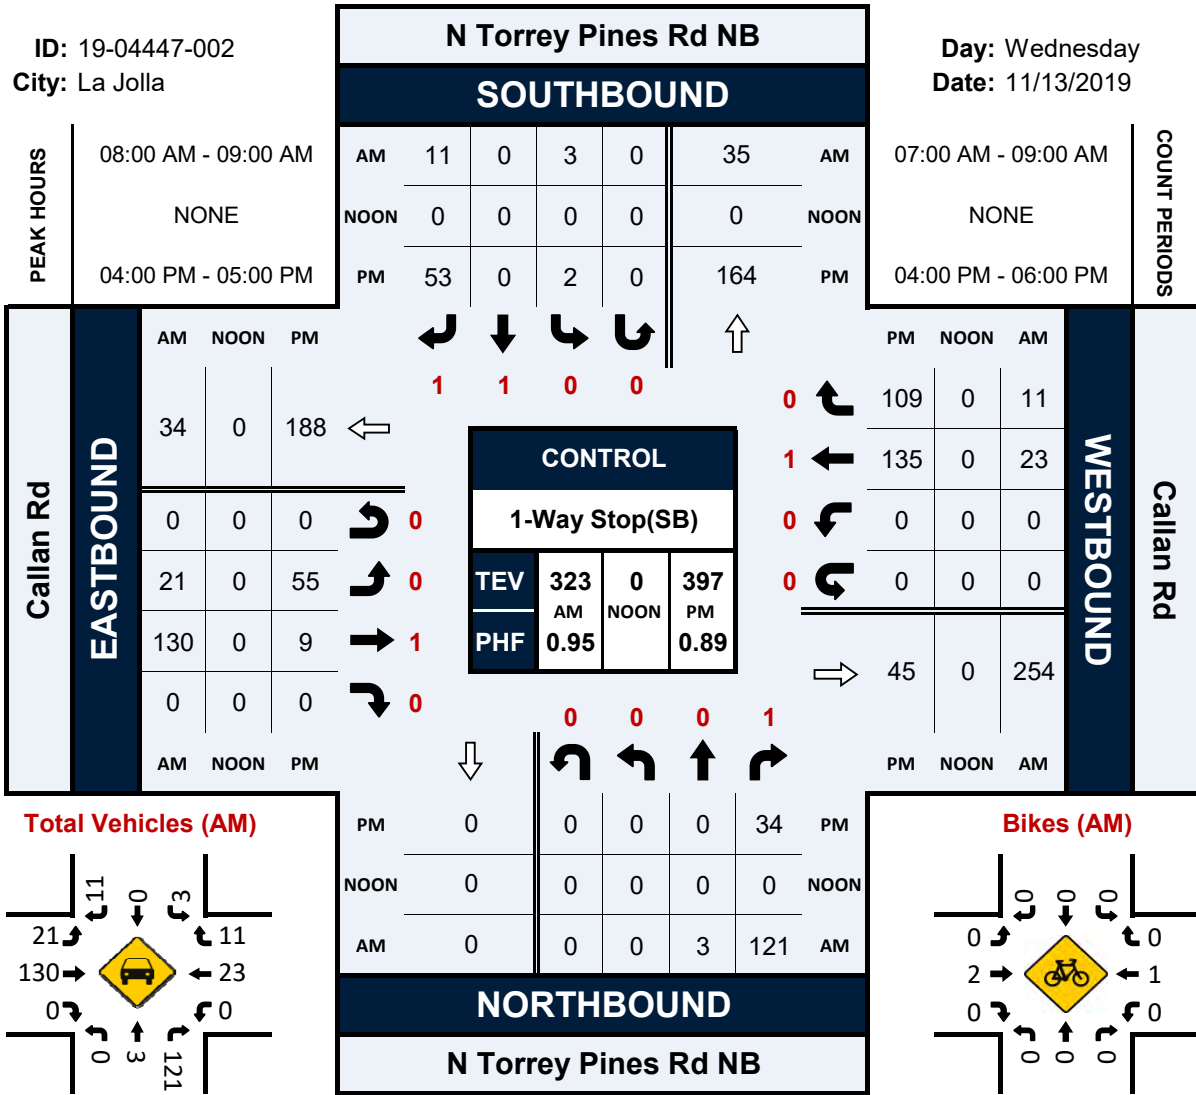 ID: 19-04447-002
City: La Jolla
N Torrey Pines Rd NB
SOUTHBOUND
Day: Wednesday
Date: 11/13/2019
PEAK HOURS
08:00 AM - 09:00 AM
NONE
04:00 PM - 05:00 PM
AM 11 0 3 0 35 AM
NOON 0 0 0 0 0 NOON
PM 53 0 2 0 164 PM
07:00 AM - 09:00 AM
NONE
04:00 PM - 06:00 PM
COUNT PERIODS
1 1 0 0
Callan Rd
EASTBOUND
AM NOON PM
34 0 188
0 0 0 0
21 0 55 0
130 0 9 1
0 0 0 0
AM NOON PM
CONTROL
1-Way Stop(SB)
TEV 323 0 397
AM NOON PM
PHF 0.95 0.89
PM NOON AM
0 109 0 11
1 135 0 23
0 0 0 0
0 0 0 0
45 0 254
PM NOON AM
WESTBOUND
Callan Rd
0 0 0 1
PM 0 0 0 0 34 PM
NOON 0 0 0 0 0 NOON
AM 0 0 0 3 121 AM
NORTHBOUND
N Torrey Pines Rd NB
Total Vehicles (AM)
11 0 3
21 11
130 23
0 0
0 3 121
Bikes (AM)
0 0 0
0 0
2 1
0 0
0 0 0